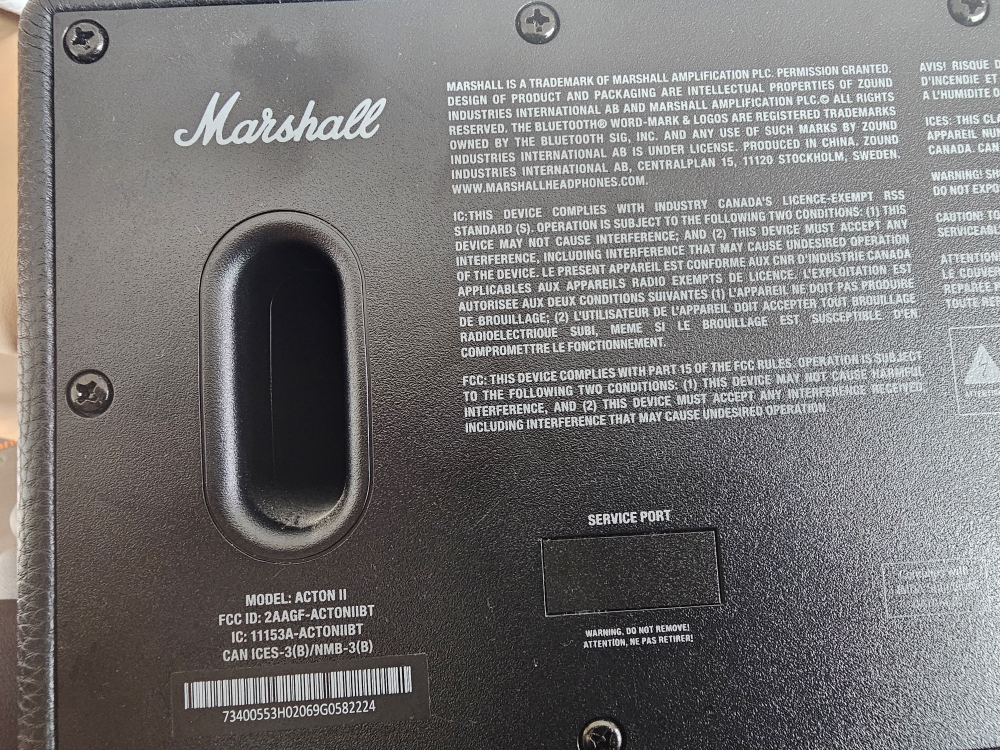 Marshall
MARSHALL IS A TRADEMARK OF MARSHALL AMPLIFICATION PLC. PERMISSION GRANTED.
DESIGN OF PRODUCT AND PACKAGING ARE INTELLECTUAL PROPERTIES OF ZOUND
INDUSTRIES INTERNATIONAL AB AND MARSHALL AMPLIFICATION PLC.© ALL RIGHTS
RESERVED. THE BLUETOOTH® WORD-MARK & LOGOS ARE REGISTERED TRADEMARKS
OWNED BY THE BLUETOOTH SIG, INC. AND ANY USE OF SUCH MARKS BY ZOUND
INDUSTRIES INTERNATIONAL AB IS UNDER LICENSE. PRODUCED IN CHINA. ZOUND
INDUSTRIES INTERNATIONAL AB, CENTRALPLAN 15, 11120 STOCKHOLM, SWEDEN.
WWW.MARSHALLHEADPHONES.COM.
IC:THIS DEVICE COMPLIES WITH INDUSTRY CANADA'S LICENCE-EXEMPT RSS
STANDARD (S). OPERATION IS SUBJECT TO THE FOLLOWING TWO CONDITIONS: (1) THIS
DEVICE MAY NOT CAUSE INTERFERENCE; AND (2) THIS DEVICE MUST ACCEPT ANY
INTERFERENCE, INCLUDING INTERFERENCE THAT MAY CAUSE UNDESIRED OPERATION
OF THE DEVICE. LE PRESENT APPAREIL EST CONFORME AUX CNR D'INDUSTRIE CANADA
APPLICABLES AUX APPAREILS RADIO EXEMPTS DE LICENCE. L'EXPLOITATION EST
AUTORISEE AUX DEUX CONDITIONS SUIVANTES (1) L'APPAREIL NE DOIT PAS PRODUIRE
DE BROUILLAGE; (2) L'UTILISATEUR DE L'APPAREIL DOIT ACCEPTER TOUT BROUILLAGE
RADIOELECTRIQUE SUBI, MEME SI LE BROUILLAGE EST SUSCEPTIBLE D'EN
COMPROMETTRE LE FONCTIONNEMENT.
FCC: THIS DEVICE COMPLIES WITH PART 15 OF THE FCC RULES. OPERATION IS SUBJECT
TO THE FOLLOWING TWO CONDITIONS: (1) THIS DEVICE MAY NOT CAUSE HARMFUL
INTERFERENCE, AND (2) THIS DEVICE MUST ACCEPT ANY INTERFERENCE RECEIVED
INCLUDING INTERFERENCE THAT MAY CAUSE UNDESIRED OPERATION
AVIS! RISQUE D
D'INCENDIE ET
A L'HUMIDITE O
ICES: THIS CLA
APPAREIL NU
CANADA. CAN
WARNING! SH
DO NOT EXPO
CAUTION! TO
SERVICEABLE
ATTENTION
LE COUVER
REPAREE P
TOUTE REP
ATTENTION
SERVICE PORT
WARNING, DO NOT REMOVE!
ATTENTION, NE PAS RETIRER!
Complies with
MODEL: ACTON II
FCC ID: 2AAGF-ACTONIIBT
IC: 11153A-ACTONIIBT
CAN ICES-3(B)/NMB-3(B)
73400553H02069G0582224